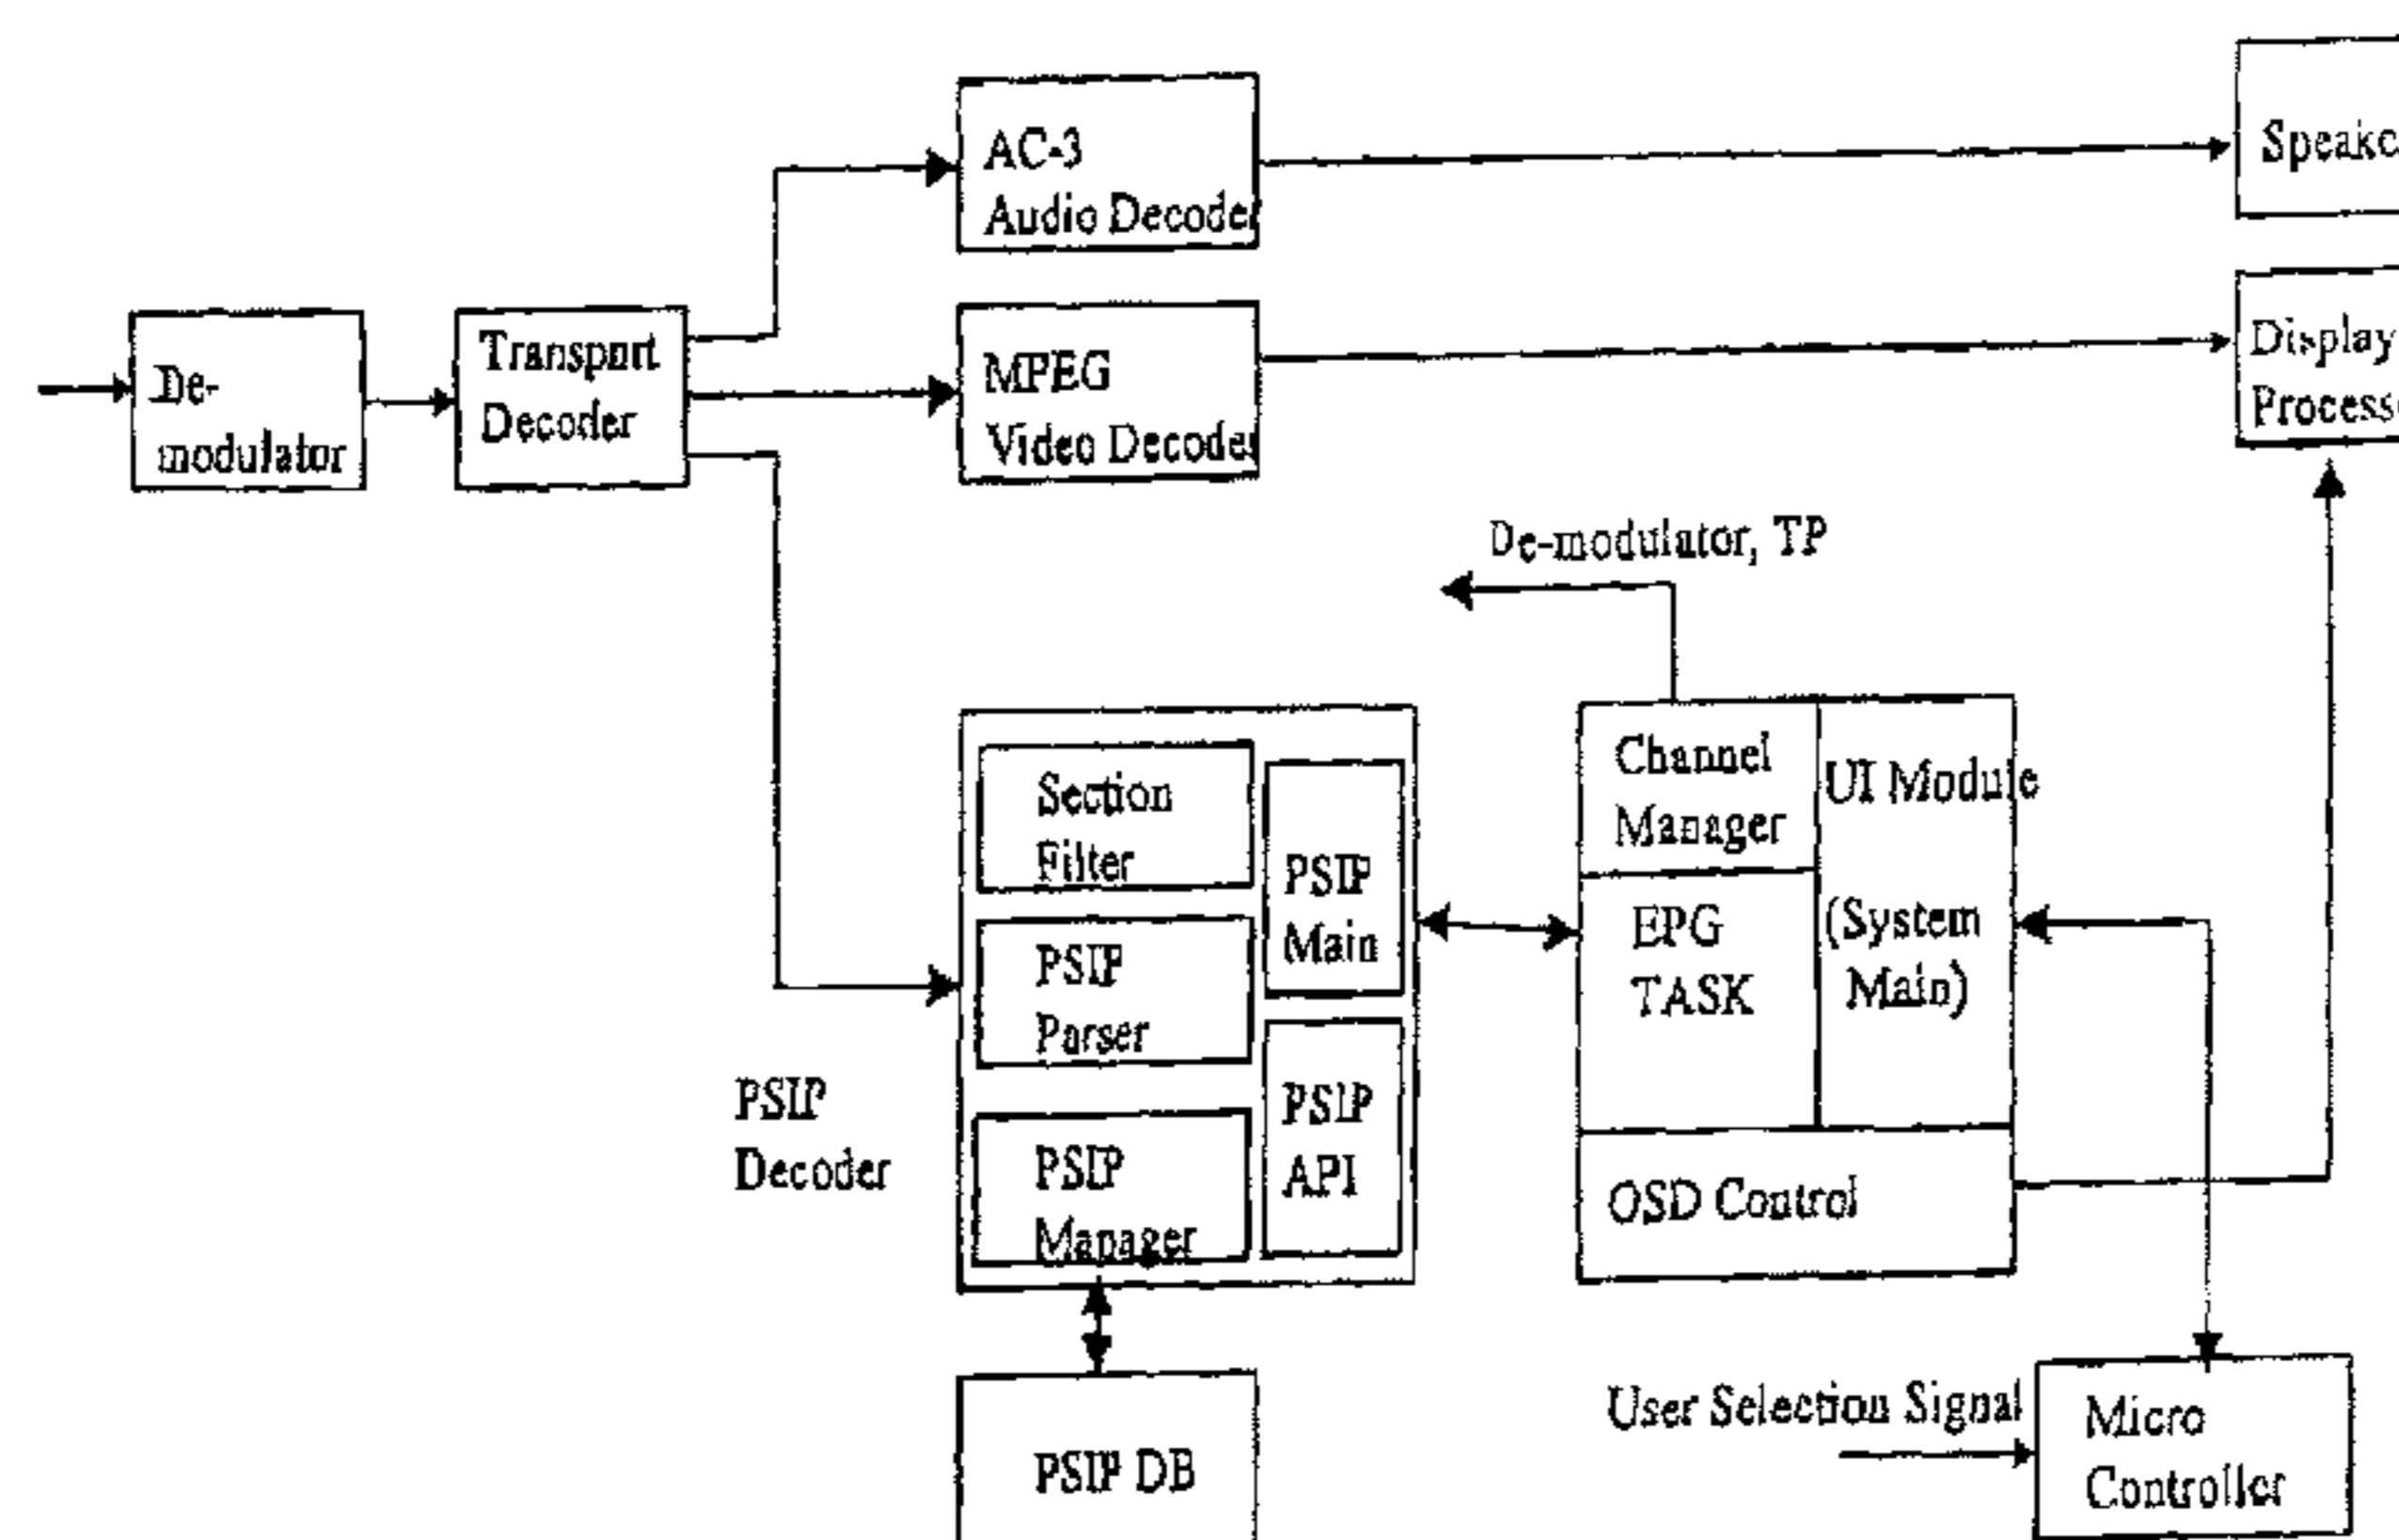 AC-3
Audio Decoder
De-
modulator
Transport
Decoder
MPEG
Video Decoder
Display
De-modulator, TP
Section
Filter
PSIP
Parser
PSIP
Manager
PSIP
Main
PSIP
API
PSIP
Decoder
PSIP DB
Channel
Manager
EPG
TASK
UI Module
(System
Main)
OSD Control
User Selection Signal
Micro
Controller